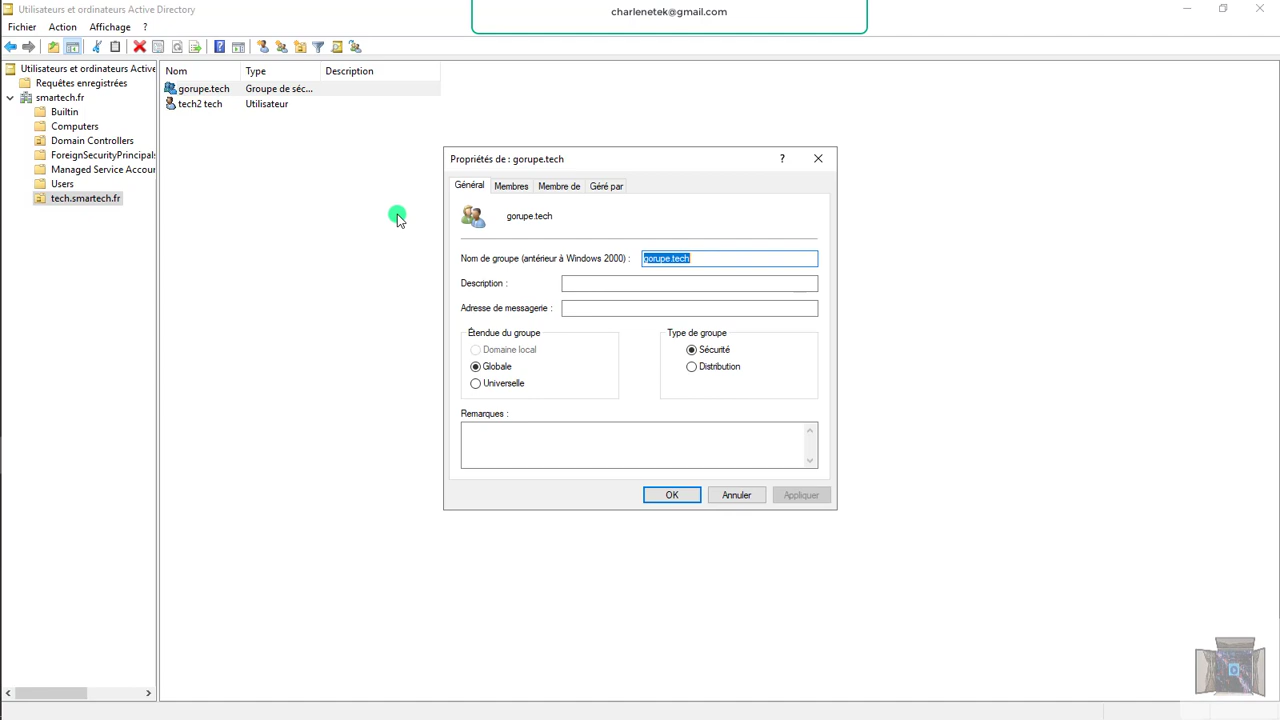 Utilisateurs et ordinateurs Active Directory
charlenetek@gmail.com
Fichier Action Affichage ?
Utilisateurs et ordinateurs Active
Requêtes enregistrées
smartech.fr
Builtin
Computers
Domain Controllers
ForeignSecurityPrincipals
Managed Service Accour
Users
tech.smartech.fr
Nom Type Description
gorupe.tech Groupe de séc...
tech2 tech Utilisateur
Propriétés de : gorupe.tech ?
Général Membres Membre de Géré par
gorupe.tech
Nom de groupe (antérieur à Windows 2000) : gorupe.tech
Description :
Adresse de messagerie :
Étendue du groupe Type de groupe
Domaine local Sécurité
Globale Distribution
Universelle
Remarques :
OK Annuler Appliquer